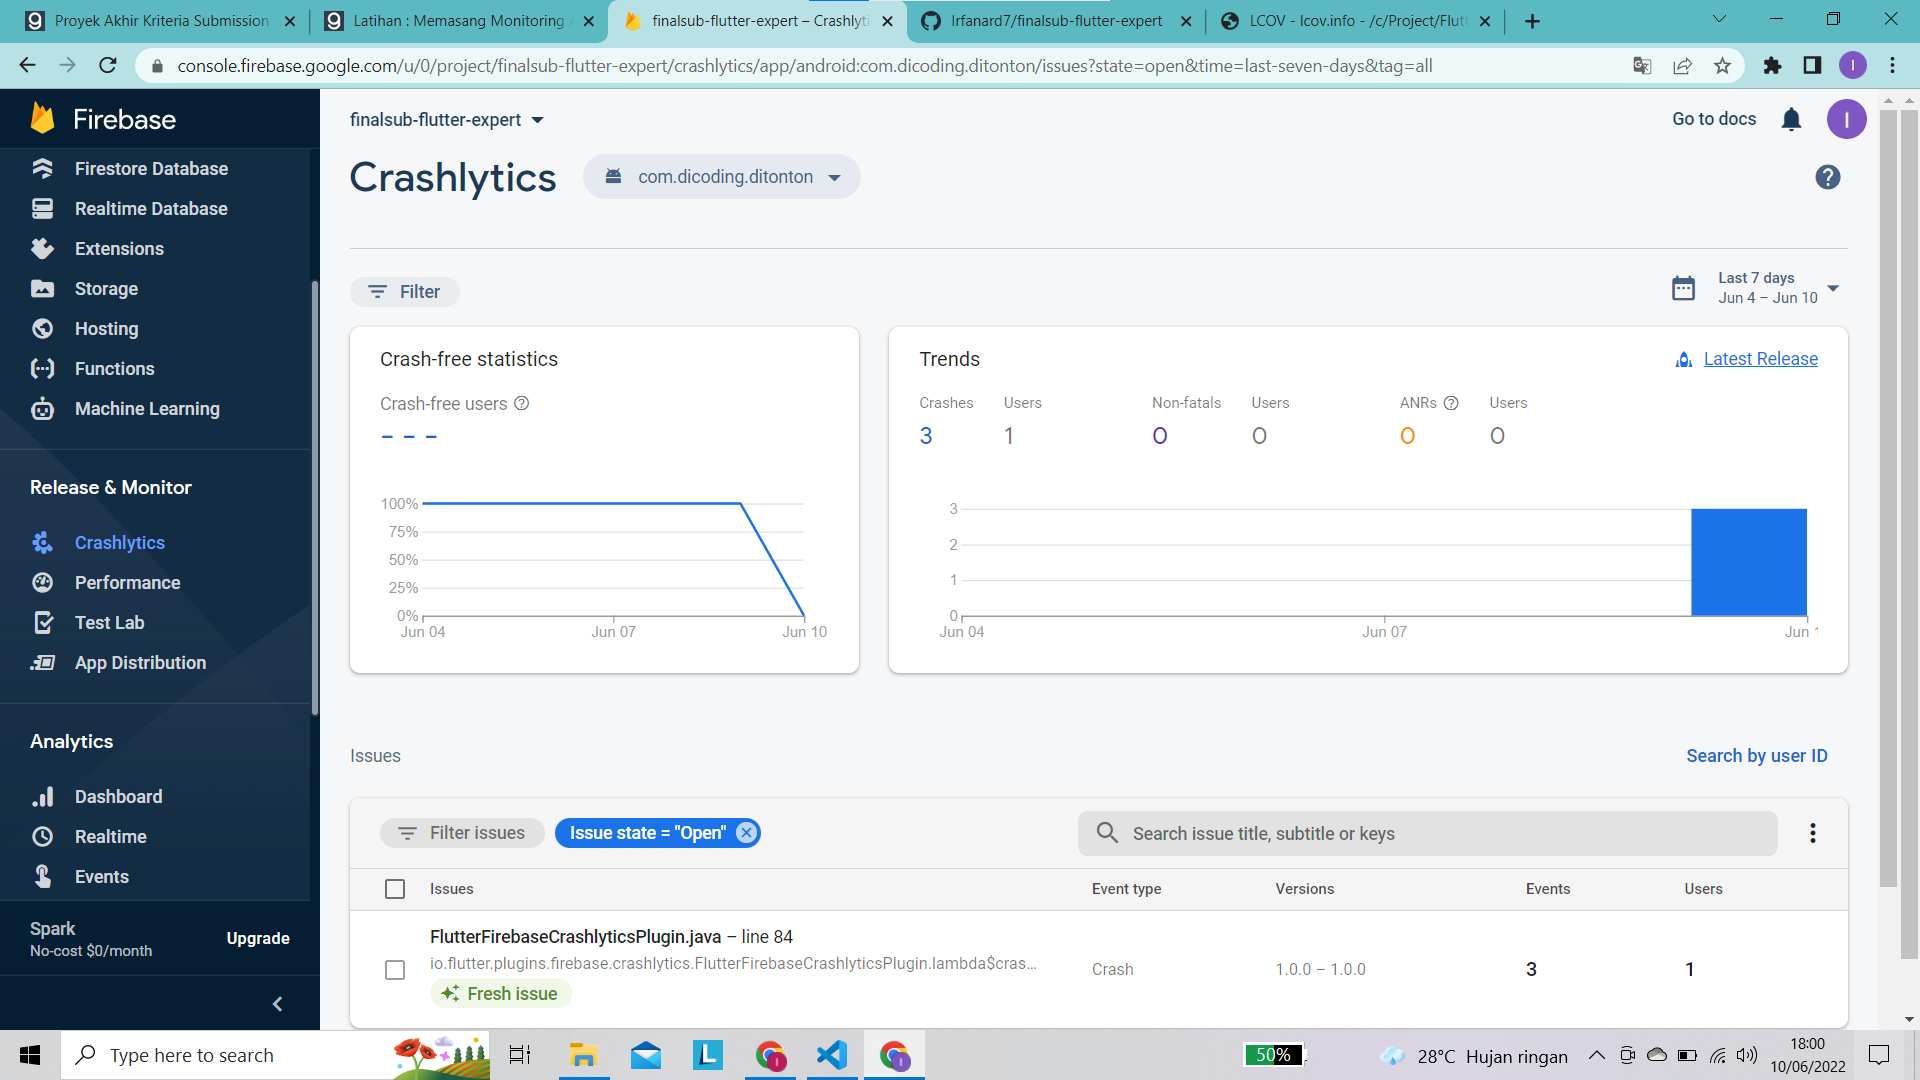 Proyek Akhir Kriteria Submission
Latihan : Memasang Monitoring
finalsub-flutter-expert – Crashlyti
Irfanard7/finalsub-flutter-expert
LCOV - lcov.info - /c/Project/Flutt
console.firebase.google.com/u/0/project/finalsub-flutter-expert/crashlytics/app/android:com.dicoding.ditonton/issues?state=open&time=last-seven-days&tag=all
I
Firebase
Firestore Database
Realtime Database
Extensions
Storage
Hosting
Functions
Machine Learning
Release & Monitor
Crashlytics
Performance
Test Lab
App Distribution
Analytics
Dashboard
Realtime
Events
Spark
No-cost $0/month
Upgrade
finalsub-flutter-expert
Go to docs
I
Crashlytics
com.dicoding.ditonton
Filter
Last 7 days
Jun 4 – Jun 10
Crash-free statistics
Crash-free users
- - -
100%
75%
50%
25%
0%
Jun 04
Jun 07
Jun 10
Trends
Latest Release
Crashes Users Non-fatals Users ANRs Users
3 1 0 0 0 0
3
2
1
0
Jun 04
Jun 07
Jun 1
Issues
Search by user ID
Filter issues
Issue state = "Open"
Search issue title, subtitle or keys
Issues Event type Versions Events Users
FlutterFirebaseCrashlyticsPlugin.java – line 84
io.flutter.plugins.firebase.crashlytics.FlutterFirebaseCrashlyticsPlugin.lambda$cras...
Fresh issue
Crash
1.0.0 – 1.0.0
3
1
Type here to search
L
50%
28°C Hujan ringan
18:00
10/06/2022